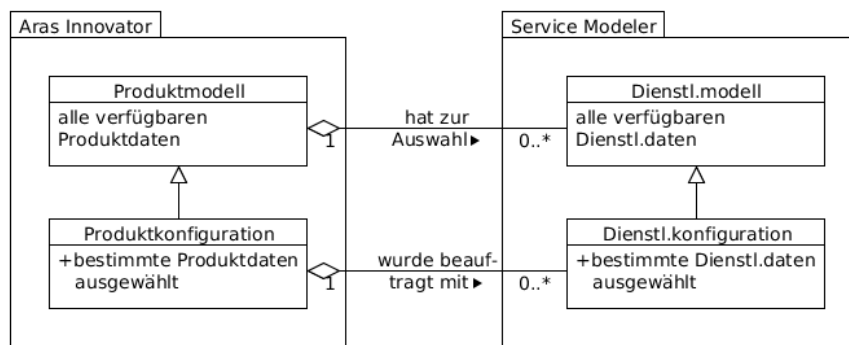 Aras Innovator
Service Modeler
Produktmodell
alle verfügbaren
Produktdaten
1
hat zur
Auswahl▸
0..*
Dienstl.modell
alle verfügbaren
Dienstl.daten
Produktkonfiguration
+bestimmte Produktdaten
ausgewählt
1
wurde beauf-
tragt mit▸
0..*
Dienstl.konfiguration
+bestimmte Dienstl.daten
ausgewählt